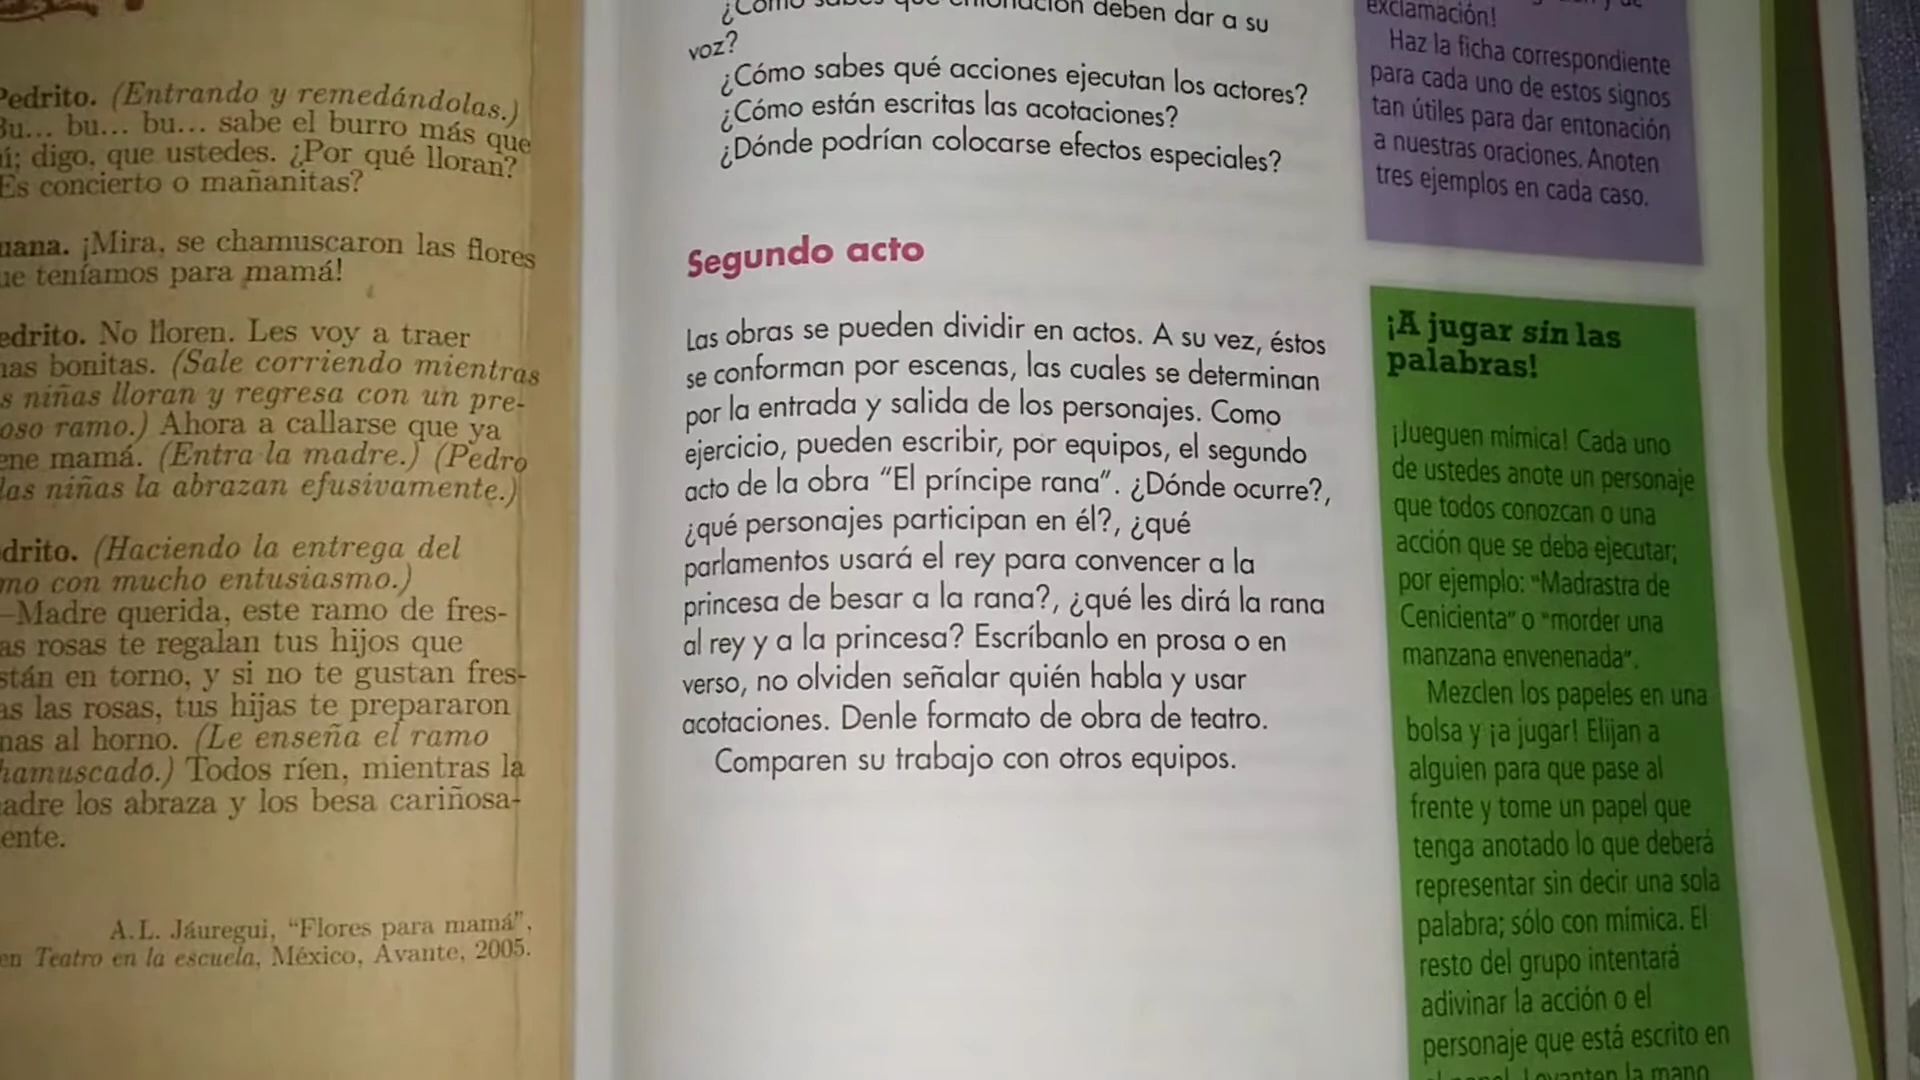 Pedrito. (Entrando y remedándolas.)
Bu... bu... bu... sabe el burro más que
digo, que ustedes. ¿Por qué lloran?
Es concierto o mañanitas?
¡Mira, se chamuscaron las flores
teníamos para mamá!
No lloren. Les voy a traer
bonitas. (Sale corriendo mientras
niñas lloran y regresa con un pre-
ramo.) Ahora a callarse que ya
mamá. (Entra la madre.) (Pedro
las niñas la abrazan efusivamente.)
(Haciendo la entrega del
con mucho entusiasmo.)
—Madre querida, este ramo de fres-
rosas te regalan tus hijos que
en torno, y si no te gustan fres-
las rosas, tus hijas te prepararon
al horno. (Le enseña el ramo
Todos ríen, mientras la
los abraza y los besa cariñosa-
A.L. Jáuregui, “Flores para mamá”,
en Teatro en la escuela, México, Avante, 2005.
deben dar a su
voz?
¿Cómo sabes qué acciones ejecutan los actores?
¿Cómo están escritas las acotaciones?
¿Dónde podrían colocarse efectos especiales?
Segundo acto
Las obras se pueden dividir en actos. A su vez, éstos
se conforman por escenas, las cuales se determinan
por la entrada y salida de los personajes. Como
ejercicio, pueden escribir, por equipos, el segundo
acto de la obra “El príncipe rana”. ¿Dónde ocurre?,
¿qué personajes participan en él?, ¿qué
parlamentos usará el rey para convencer a la
princesa de besar a la rana?, ¿qué les dirá la rana
al rey y a la princesa? Escríbanlo en prosa o en
verso, no olviden señalar quién habla y usar
acotaciones. Denle formato de obra de teatro.
Comparen su trabajo con otros equipos.
exclamación!
Haz la ficha correspondiente
para cada uno de estos signos
tan útiles para dar entonación
a nuestras oraciones. Anoten
tres ejemplos en cada caso.
¡A jugar sin las
palabras!
¡Jueguen mímica! Cada uno
de ustedes anote un personaje
que todos conozcan o una
acción que se deba ejecutar;
por ejemplo: “Madrastra de
Cenicienta” o “morder una
manzana envenenada”.
Mezclen los papeles en una
bolsa y ¡a jugar! Elijan a
alguien para que pase al
frente y tome un papel que
tenga anotado lo que deberá
representar sin decir una sola
palabra; sólo con mímica. El
resto del grupo intentará
adivinar la acción o el
personaje que está escrito en